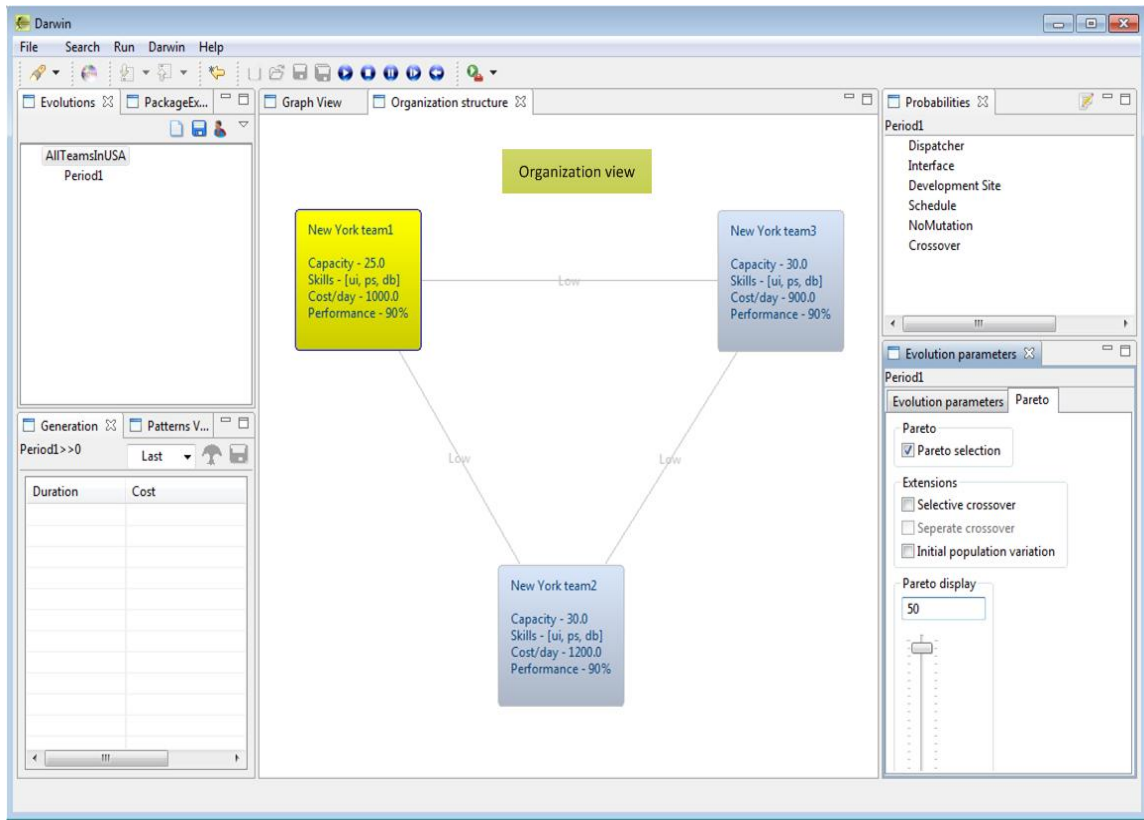 Darwin
File Search Run Darwin Help
Evolutions PackageEx...
AllTeamsInUSA
Period1
Generation Patterns V...
Period1>>0 Last
Duration Cost
Graph View Organization structure
Organization view
New York team1
Capacity - 25.0
Skills - [ui, ps, db]
Cost/day - 1000.0
Performance - 90%
Low
New York team3
Capacity - 30.0
Skills - [ui, ps, db]
Cost/day - 900.0
Performance - 90%
Low
Low
New York team2
Capacity - 30.0
Skills - [ui, ps, db]
Cost/day - 1200.0
Performance - 90%
Probabilities
Period1
Dispatcher
Interface
Development Site
Schedule
NoMutation
Crossover
Evolution parameters
Period1
Evolution parameters Pareto
Pareto
Pareto selection
Extensions
Selective crossover
Seperate crossover
Initial population variation
Pareto display
50